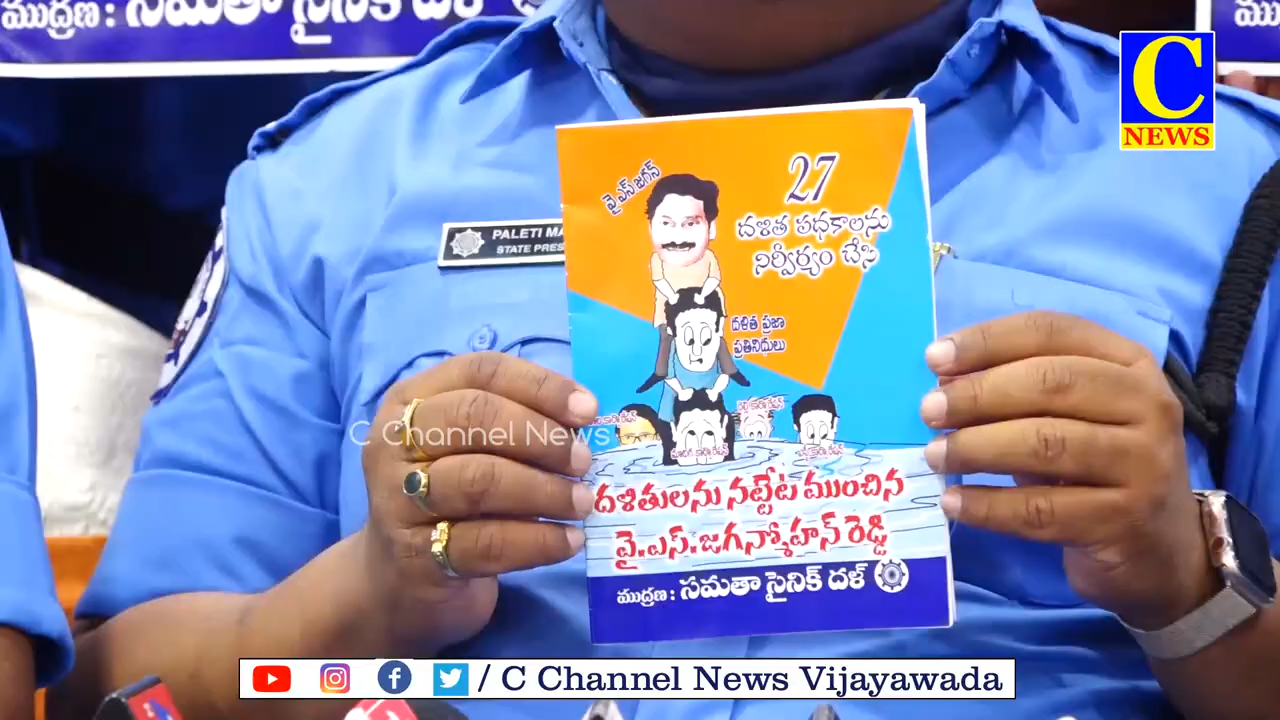 ముద్రణ : సమతా సైనిక్ దళ్
C
NEWS
PALETI MA
STATE PRES
వై ఎస్ జగన్
27
దళిత పధకాలను
నిర్వీర్యం చేసి
దళిత ప్రజా
ప్రతినిధులు
C Channel News
దళితులను నట్టేట ముంచిన
వై.ఎస్.జగన్మోహన్ రెడ్డి
ముద్రణ : సమతా సైనిక్ దళ్
/ C Channel News Vijayawada